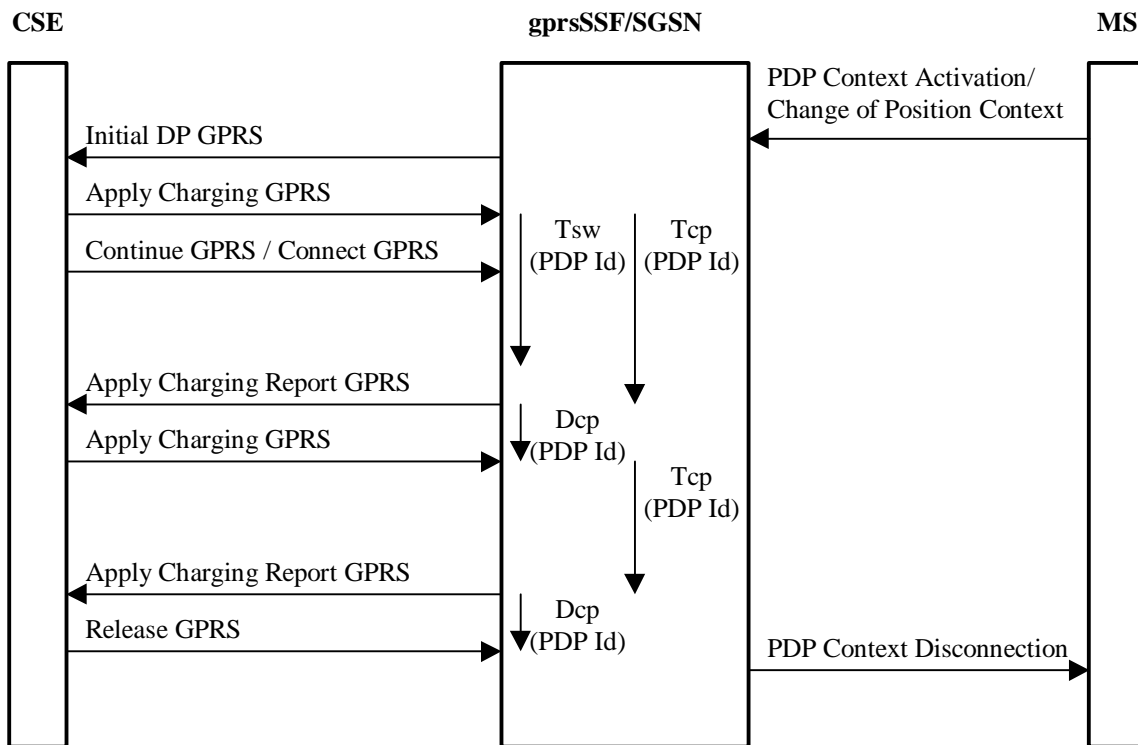 CSE
gprsSSF/SGSN
MS
PDP Context Activation/
Change of Position Context
Initial DP GPRS
Apply Charging GPRS
Tsw
(PDP Id)
Tcp
(PDP Id)
Continue GPRS / Connect GPRS
Apply Charging Report GPRS
Dcp
(PDP Id)
Apply Charging GPRS
Tcp
(PDP Id)
Apply Charging Report GPRS
Dcp
(PDP Id)
Release GPRS
PDP Context Disconnection